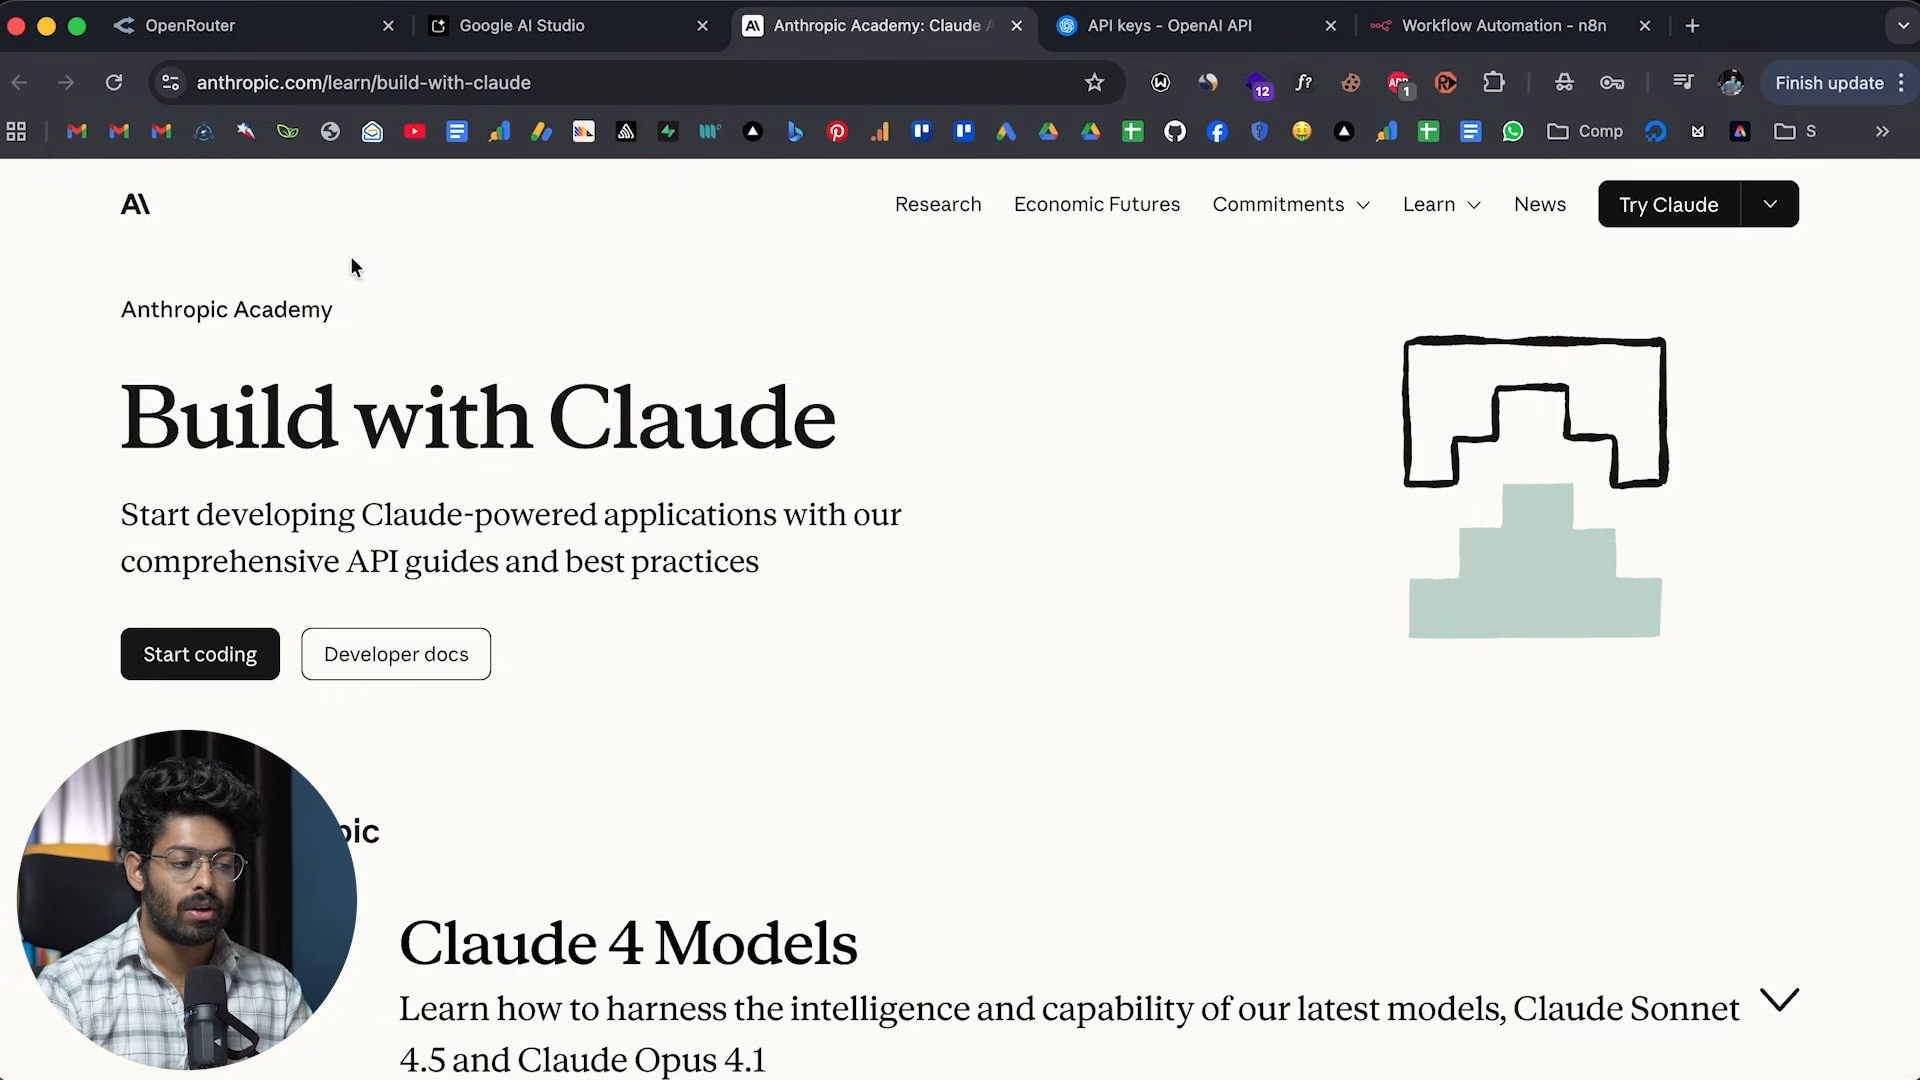 OpenRouter
Google AI Studio
Anthropic Academy: Claude A
API keys - OpenAI API
Workflow Automation - n8n
anthropic.com/learn/build-with-claude
12
f?
ABP
1
Finish update
Comp
S
Research
Economic Futures
Commitments
Learn
News
Try Claude
Anthropic Academy
Build with Claude
Start developing Claude-powered applications with our
comprehensive API guides and best practices
Start coding
Developer docs
pic
Claude 4 Models
Learn how to harness the intelligence and capability of our latest models, Claude Sonnet
4.5 and Claude Opus 4.1